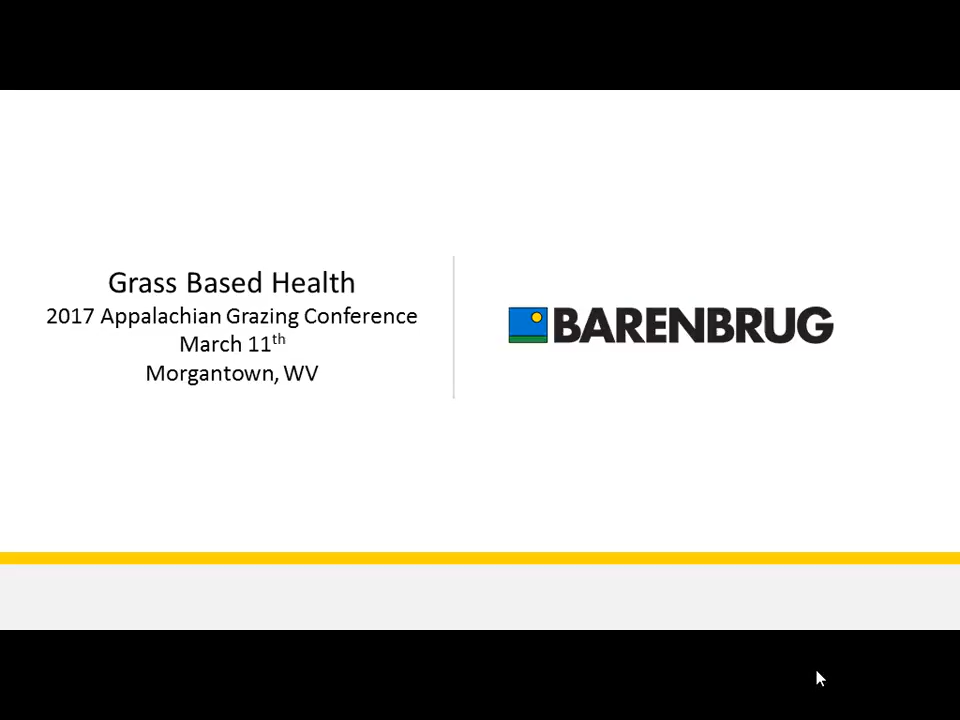 Grass Based Health
2017 Appalachian Grazing Conference
March 11th
Morgantown, WV
BARENBRUG